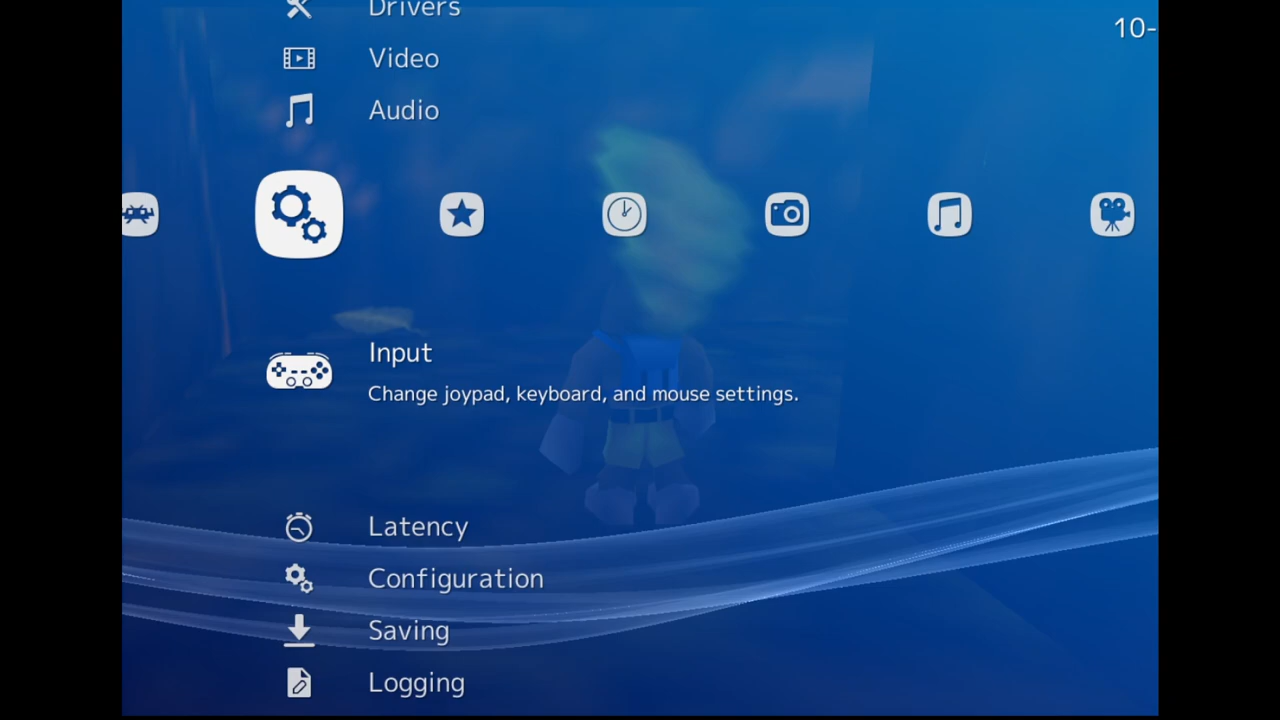 Drivers
10-
Video
Audio
Input
Change joypad, keyboard, and mouse settings.
Latency
Configuration
Saving
Logging